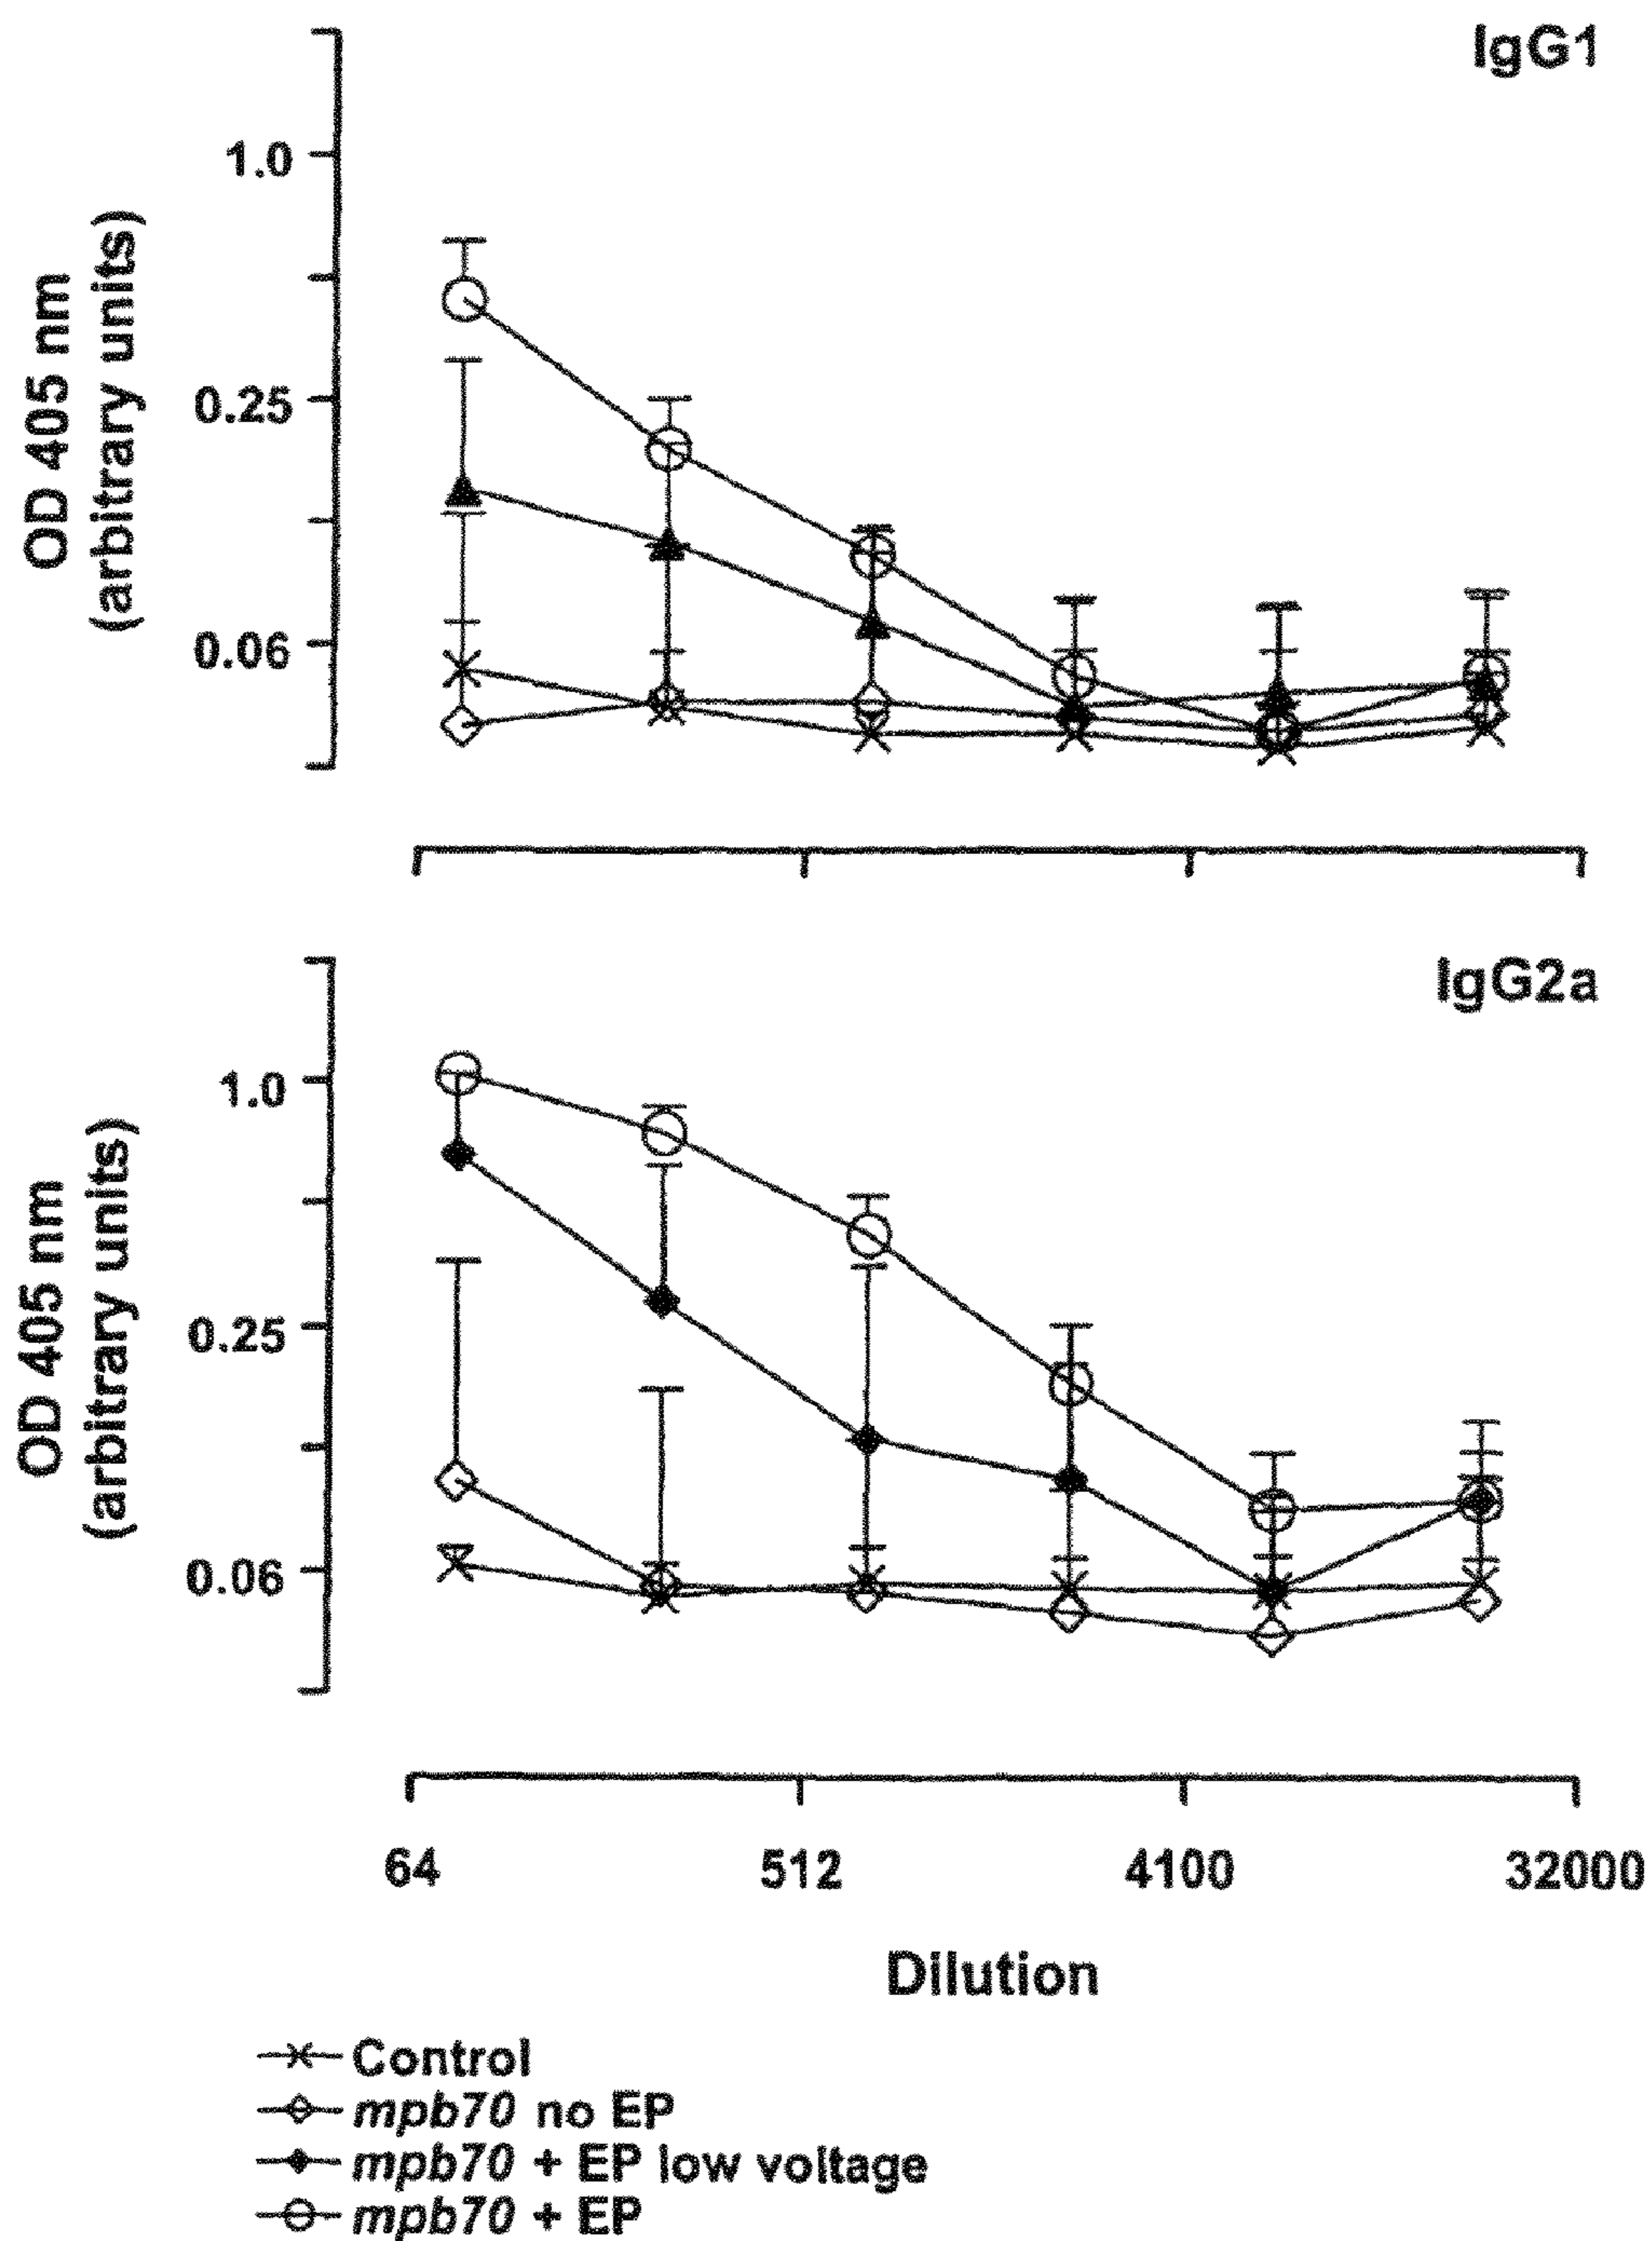 IgG1
1.0
0.25
0.06
OD 405 nm
(arbitrary units)
IgG2a
1.0
0.25
0.06
OD 405 nm
(arbitrary units)
64 512 4100 32000
Dilution
Control
mpb70 no EP
mpb70 + EP low voltage
mpb70 + EP